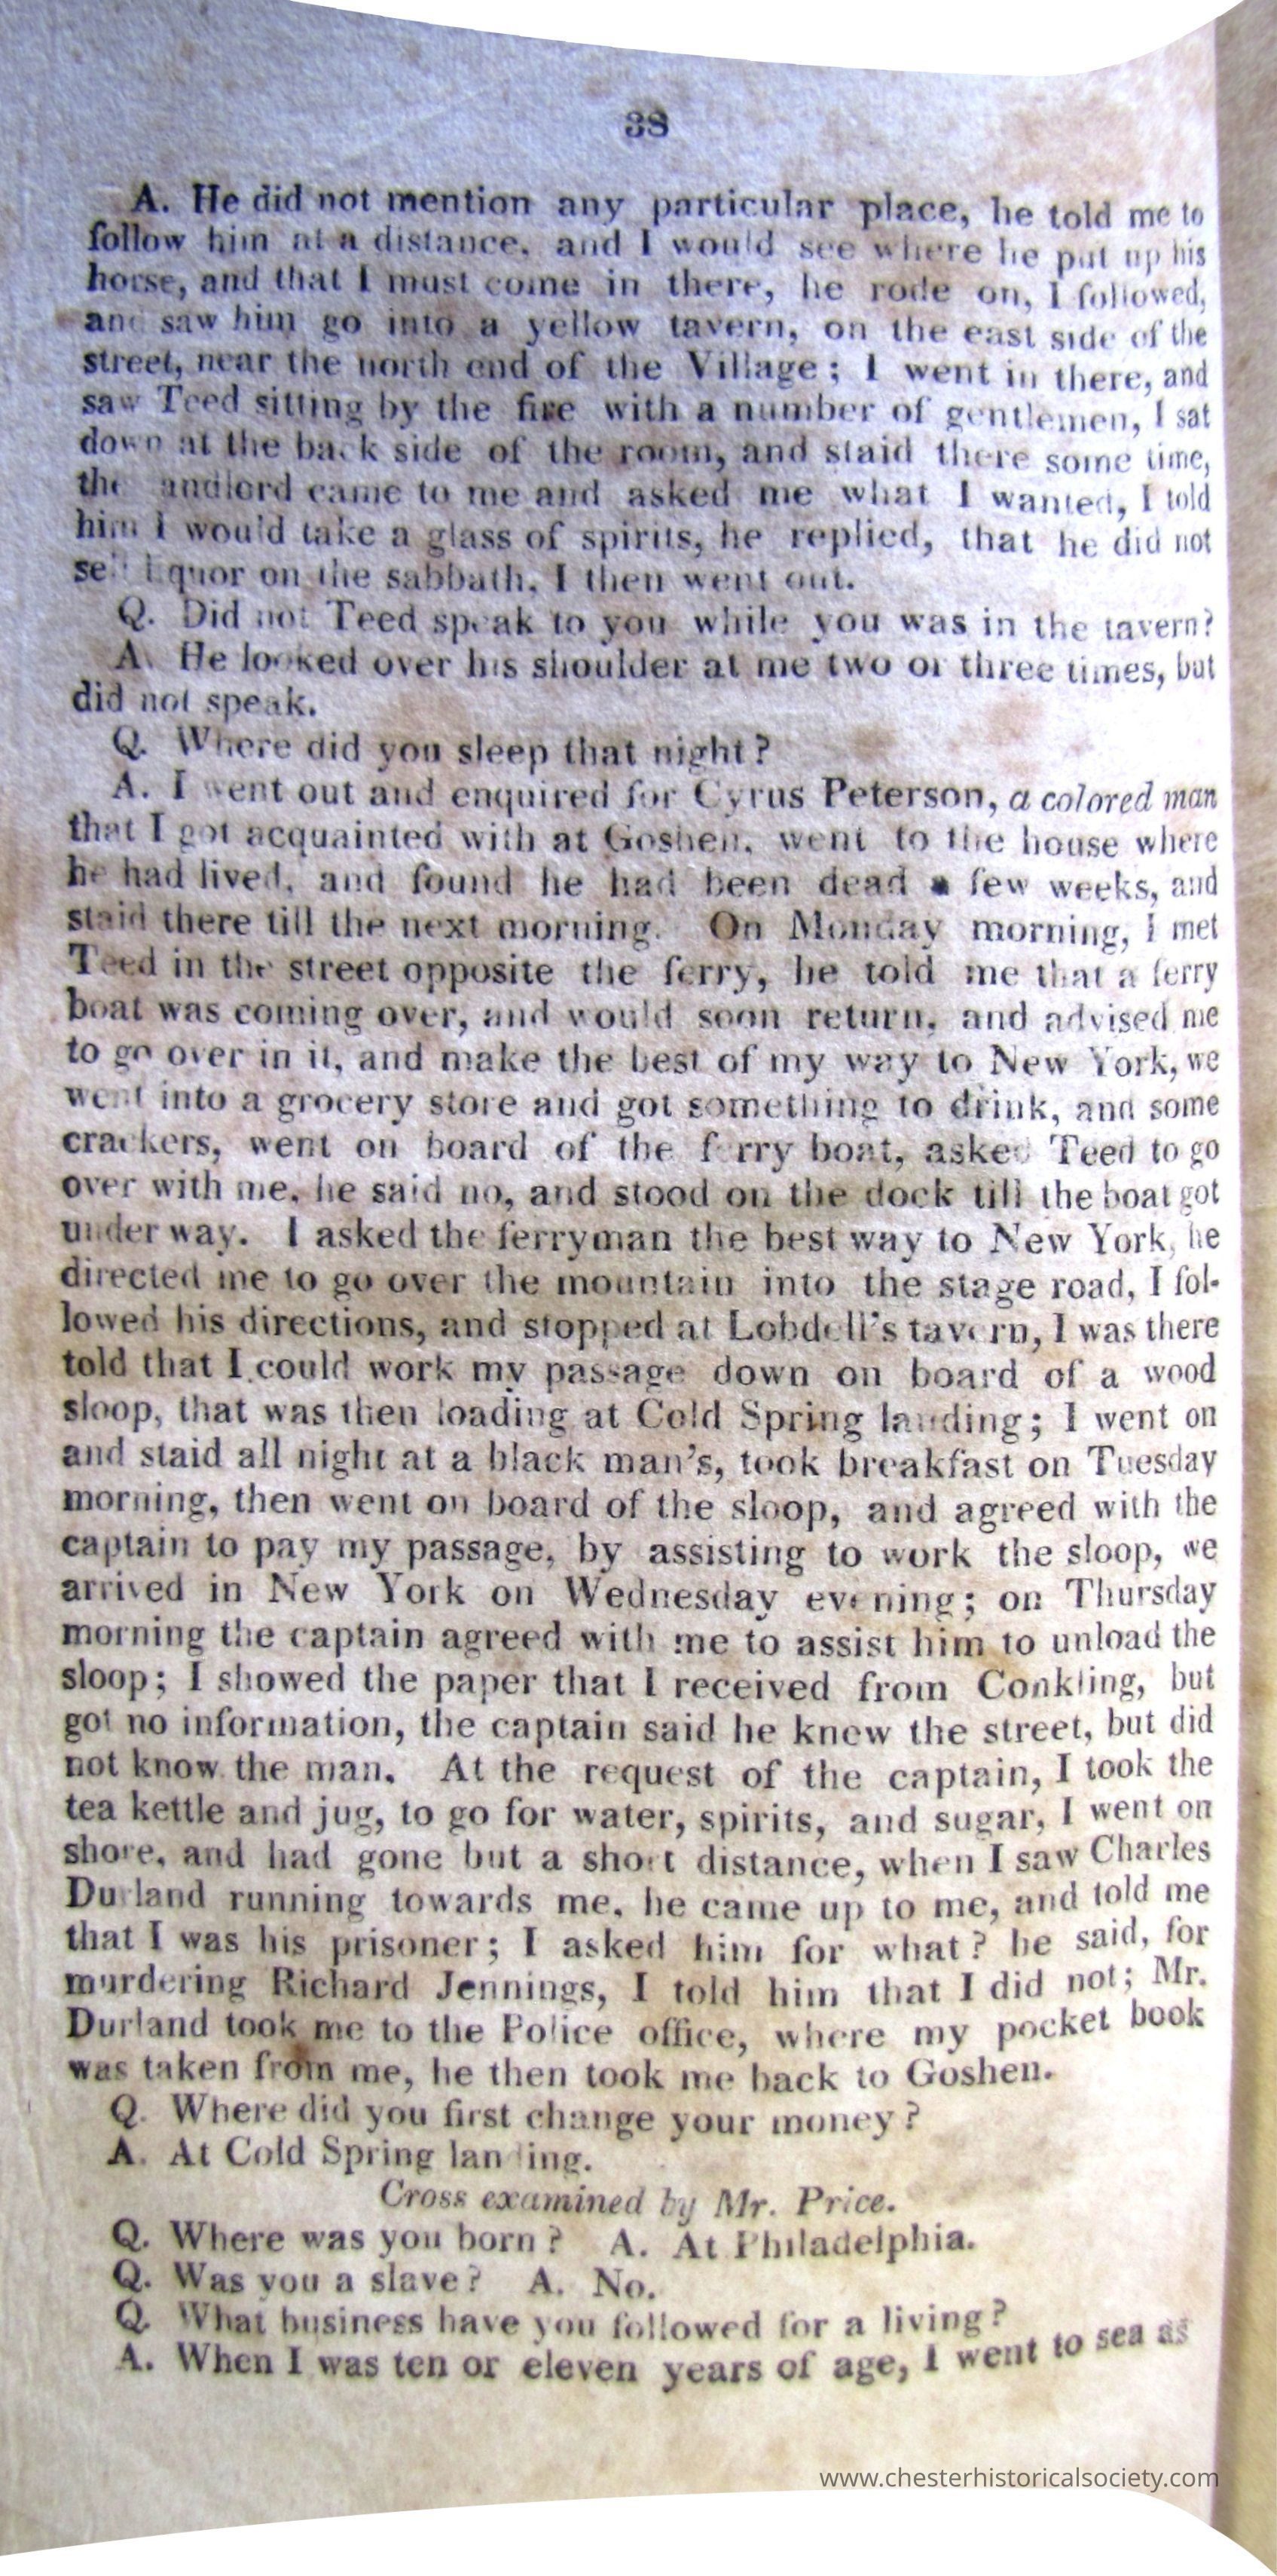 38
A. He did not mention any particular place, he told me to
follow him at a distance, and I would see where he put up his
horse, and that I must come in there, he rode on, I followed,
and saw him go into a yellow tavern, on the east side of the
street, near the north end of the Village; I went in there, and
saw Teed sitting by the fire with a number of gentlemen, I sat
down at the back side of the room, and staid there some time,
the landlord came to me and asked me what I wanted, I told
him I would take a glass of spirits, he replied, that he did not
sell liquor on the sabbath, I then went out.
Q. Did not Teed speak to you while you was in the tavern?
A. He looked over his shoulder at me two or three times, but
did not speak.
Q. Where did you sleep that night?
A. I went out and enquired for Cyrus Peterson, a colored man
that I got acquainted with at Goshen, went to the house where
he had lived, and found he had been dead a few weeks, and
staid there till the next morning. On Monday morning, I met
Teed in the street opposite the ferry, he told me that a ferry
boat was coming over, and would soon return, and advised me
to go over in it, and make the best of my way to New York, we
went into a grocery store and got something to drink, and some
crackers, went on board of the ferry boat, asked Teed to go
over with me, he said no, and stood on the dock till the boat got
under way. I asked the ferryman the best way to New York, he
directed me to go over the mountain into the stage road, I fol-
lowed his directions, and stopped at Lobdell's tavern, I was there
told that I could work my passage down on board of a wood
sloop, that was then loading at Cold Spring landing; I went on
and staid all night at a black man's, took breakfast on Tuesday
morning, then went on board of the sloop, and agreed with the
captain to pay my passage, by assisting to work the sloop, we
arrived in New York on Wednesday evening; on Thursday
morning the captain agreed with me to assist him to unload the
sloop; I showed the paper that I received from Conkling, but
got no information, the captain said he knew the street, but did
not know the man. At the request of the captain, I took the
tea kettle and jug, to go for water, spirits, and sugar, I went on
shore, and had gone but a short distance, when I saw Charles
Durland running towards me, he came up to me, and told me
that I was his prisoner; I asked him for what? he said, for
murdering Richard Jennings, I told him that I did not; Mr.
Durland took me to the Police office, where my pocket book
was taken from me, he then took me back to Goshen.
Q. Where did you first change your money?
A. At Cold Spring landing.
Cross examined by Mr. Price.
Q. Where was you born? A. At Philadelphia.
Q. Was you a slave? A. No.
Q. What business have you followed for a living?
A. When I was ten or eleven years of age, I went to sea as
www.chesterhistoricalsociety.com